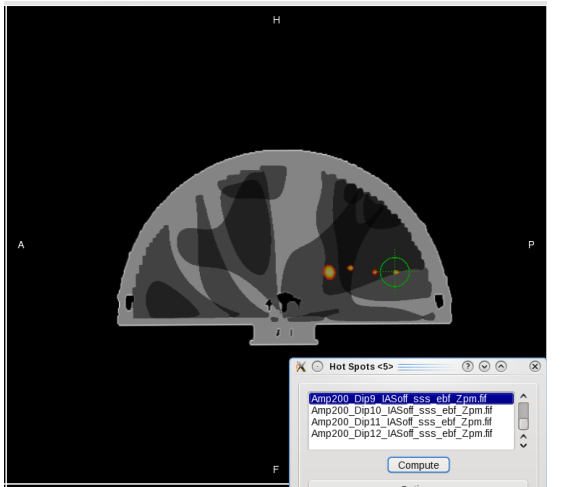 H
A
P
Hot Spots <5>
Amp200_Dip9_IASoff_sss_ebf_Zpm.fif
Amp200_Dip10_IASoff_sss_ebf_Zpm.fif
Amp200_Dip11_IASoff_sss_ebf_Zpm.fif
Amp200_Dip12_IASoff_sss_ebf_Zpm.fif
Compute
F